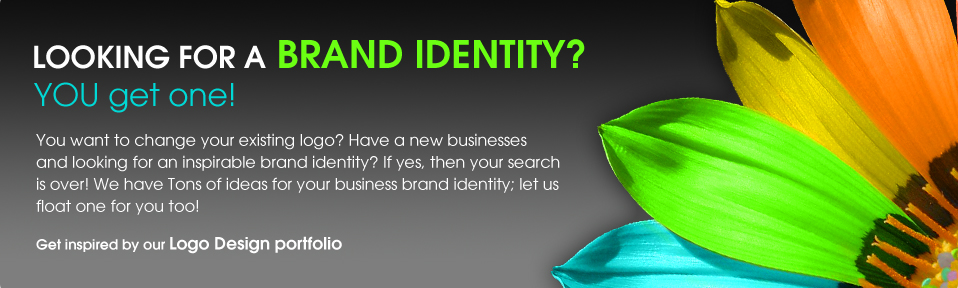 LOOKING FOR A BRAND IDENTITY?
YOU get one!
You want to change your existing logo? Have a new businesses
and looking for an inspirable brand identity? If yes, then your search
is over! We have Tons of ideas for your business brand identity; let us
float one for you too!
Get inspired by our Logo Design portfolio